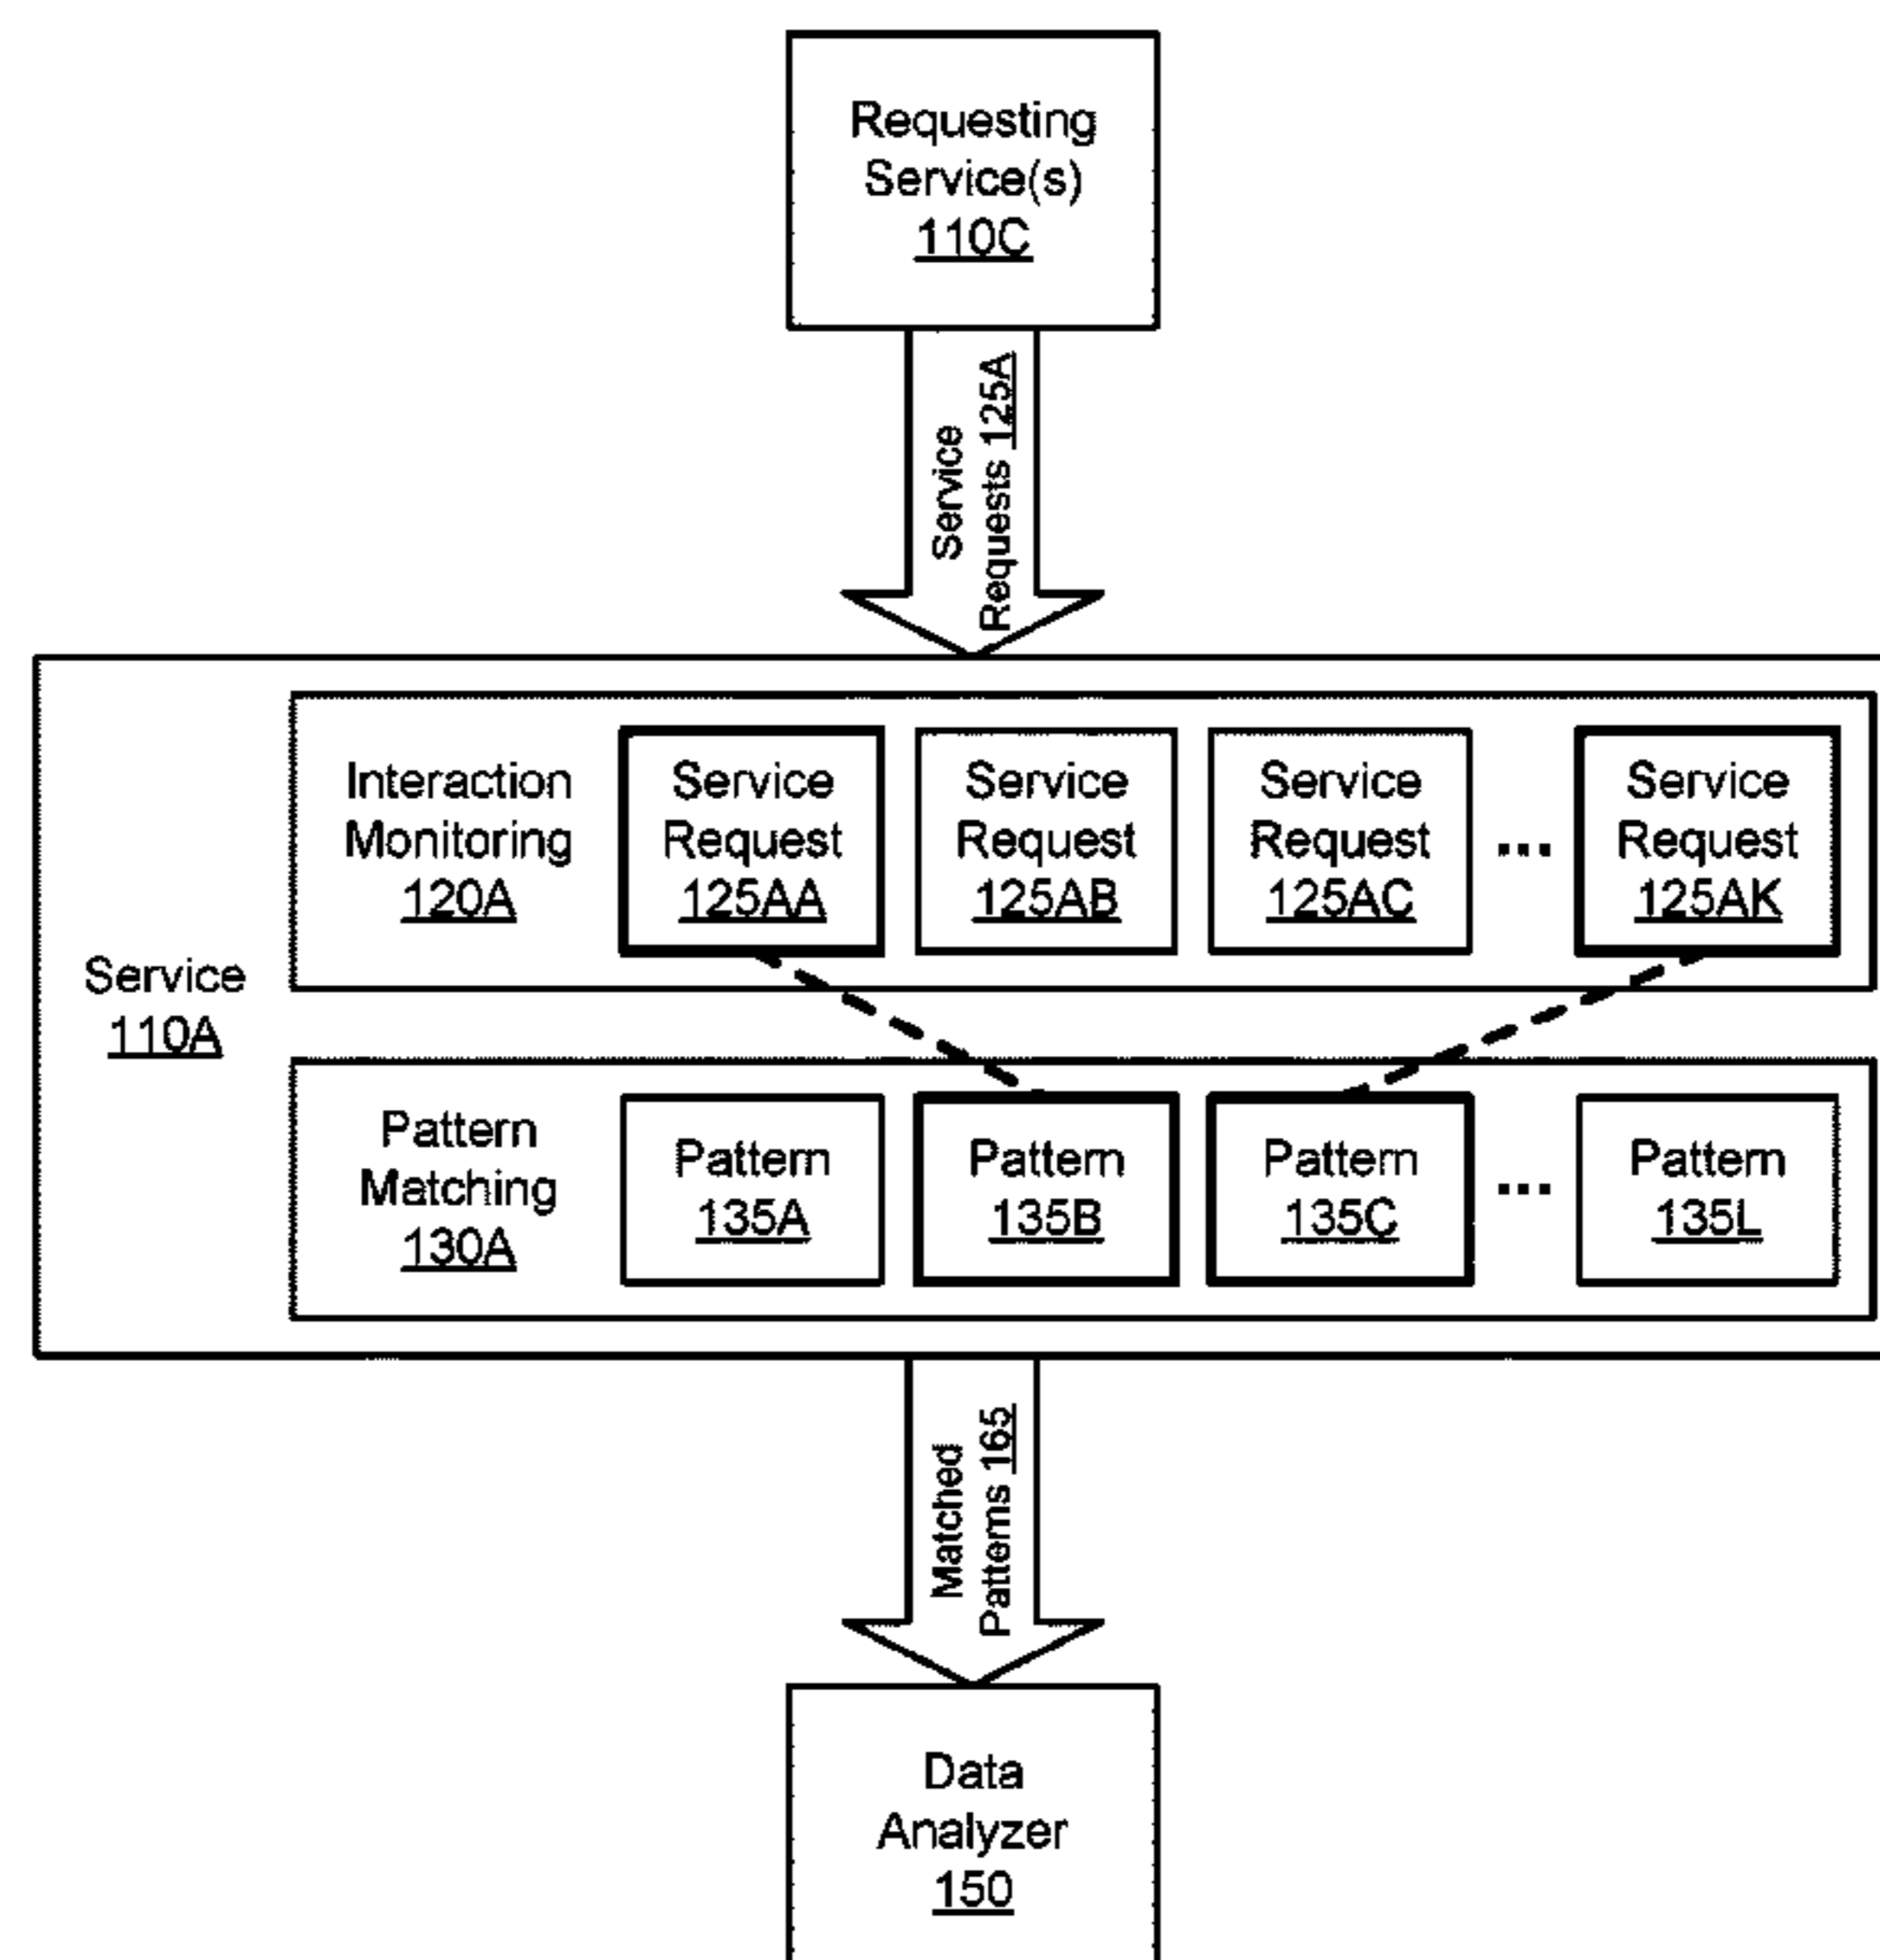 Requesting
Service(s)
110C
Service
Requests 125A
Interaction
Monitoring
120A
Service
Request
125AA
Service
Request
125AB
Service
Request
125AC
...
Service
Request
125AK
Service
110A
Pattern
Matching
130A
Pattern
135A
Pattern
135B
Pattern
135C
...
Pattern
135L
Matched
Patterns 165
Data
Analyzer
150